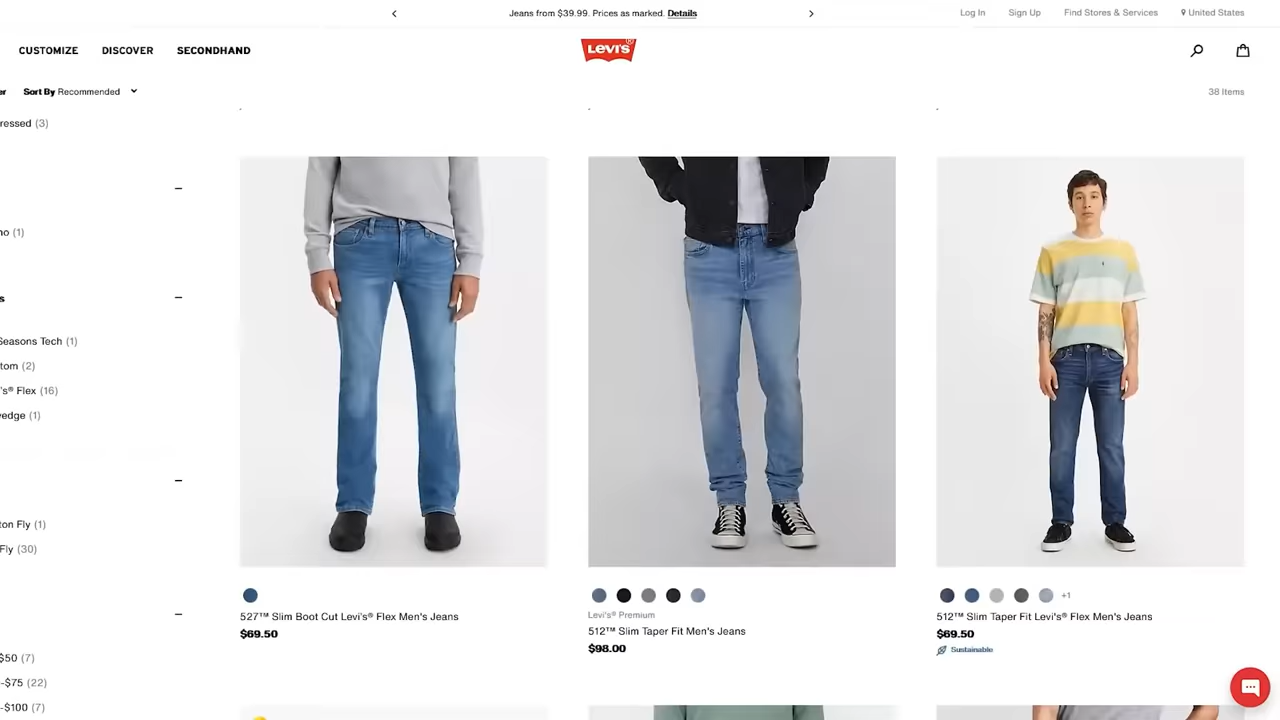 Jeans from $39.99. Prices as marked. Details
Log In
Sign Up
Find Stores & Services
United States
CUSTOMIZE
DISCOVER
SECONDHAND
LEVI'S®
Sort By Recommended
38 Items
ressed (3)
(1)
Seasons Tech (1)
tom (2)
's® Flex (16)
vedge (1)
ton Fly (1)
Fly (30)
$50 (7)
-$75 (22)
-$100 (7)
527™ Slim Boot Cut Levi's® Flex Men's Jeans
$69.50
Levi's® Premium
512™ Slim Taper Fit Men's Jeans
$98.00
+1
512™ Slim Taper Fit Levi's® Flex Men's Jeans
$69.50
Sustainable